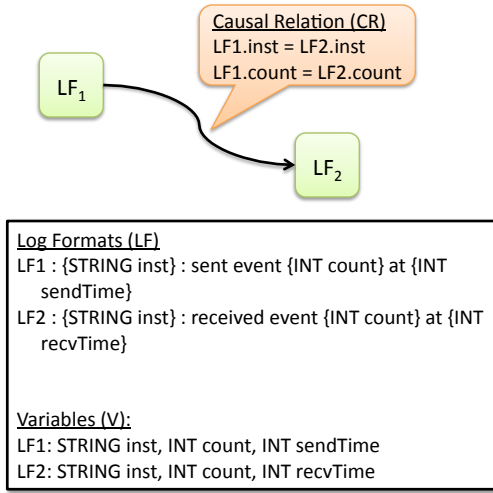 Causal Relation (CR)
LF1.inst = LF2.inst
LF1.count = LF2.count
LF1
LF2
Log Formats (LF)
LF1 : {STRING inst} : sent event {INT count} at {INT
sendTime}
LF2 : {STRING inst} : received event {INT count} at {INT
recvTime}
Variables (V):
LF1: STRING inst, INT count, INT sendTime
LF2: STRING inst, INT count, INT recvTime